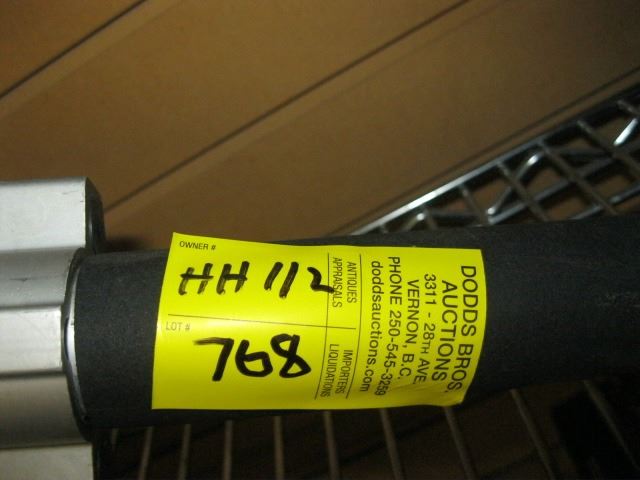 OWNER #
HH 112
LOT #
768
ANTIQUES
APPRAISALS
IMPORTERS
LIQUIDATIONS
DODDS BROS.
AUCTIONS
3311 - 28TH AVE.
VERNON, B.C.
PHONE 250-545-3259
doddsauctions.com